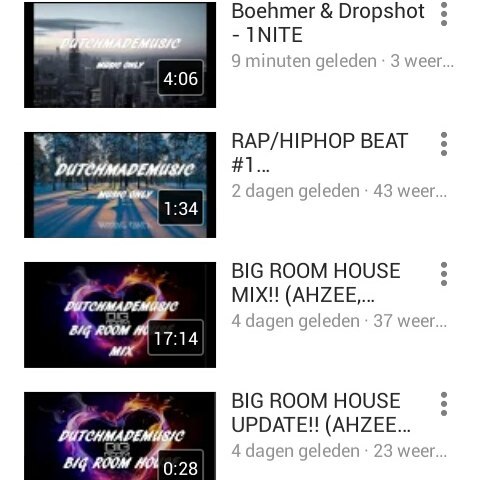 DUTCHMADEMUSIC
MUSIC ONLY
4:06
Boehmer & Dropshot
- 1NITE
9 minuten geleden · 3 weer...
DUTCHMADEMUSIC
MUSIC ONLY
1:34
RAP/HIPHOP BEAT
#1...
2 dagen geleden · 43 weer...
DUTCHMADEMUSIC
BIG ROOM HOUSE
MIX
17:14
BIG ROOM HOUSE
MIX!! (AHZEE,...
4 dagen geleden · 37 weer...
DUTCHMADEMUSIC
BIG ROOM HOU
0:28
BIG ROOM HOUSE
UPDATE!! (AHZEE...
4 dagen geleden · 23 weer...